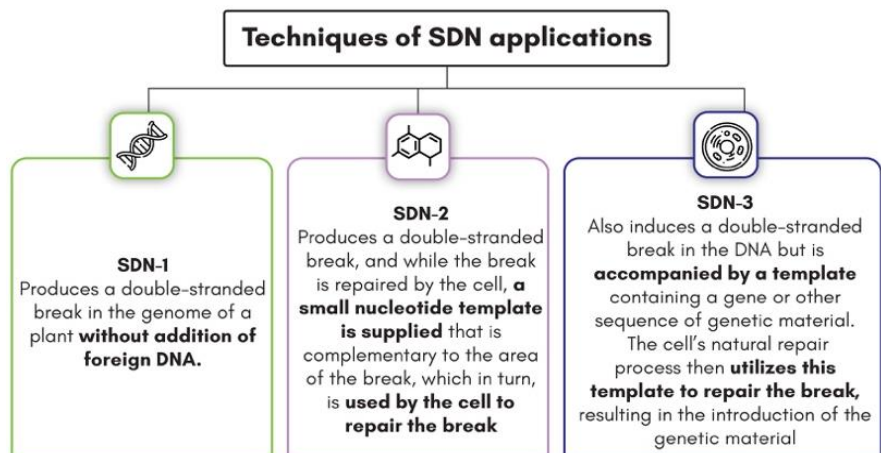 Techniques of SDN applications
SDN-1
Produces a double-stranded
break in the genome of a
plant without addition of
foreign DNA.
SDN-2
Produces a double-stranded
break, and while the break
is repaired by the cell, a
small nucleotide template
is supplied that is
complementary to the area
of the break, which in turn,
is used by the cell to
repair the break
SDN-3
Also induces a double-stranded
break in the DNA but is
accompanied by a template
containing a gene or other
sequence of genetic material.
The cell's natural repair
process then utilizes this
template to repair the break,
resulting in the introduction of the
genetic material